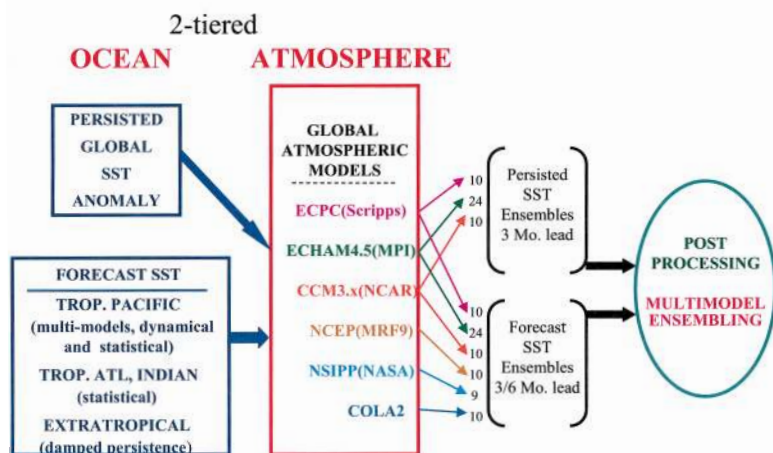 2-tiered
OCEAN
ATMOSPHERE
PERSISTED
GLOBAL
SST
ANOMALY
FORECAST SST
TROP. PACIFIC
(multi-models, dynamical
and statistical)
TROP. ATL, INDIAN
(statistical)
EXTRATROPICAL
(damped persistence)
GLOBAL
ATMOSPHERIC
MODELS
ECPC(Scripps)
ECHAM4.5(MPI)
CCM3.x(NCAR)
NCEP(MRF9)
NSIPP(NASA)
COLA2
10
24
10
Persisted
SST
Ensembles
3 Mo. lead
10
24
10
10
9
10
Forecast
SST
Ensembles
3/6 Mo. lead
POST
PROCESSING
MULTIMODEL
ENSEMBLING